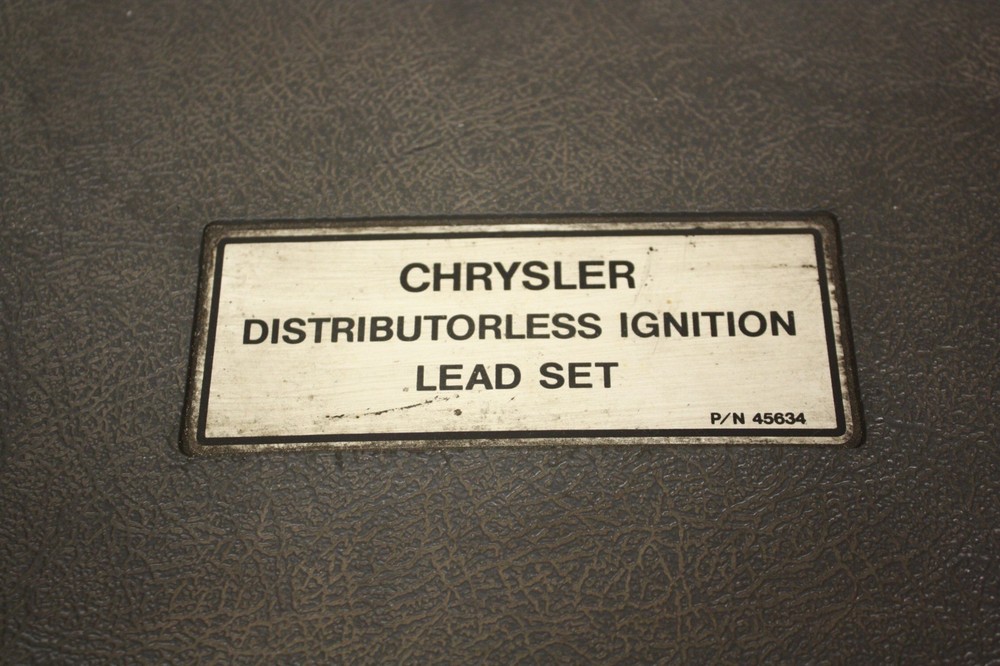 CHRYSLER
DISTRIBUTORLESS IGNITION
LEAD SET
P/N 45634